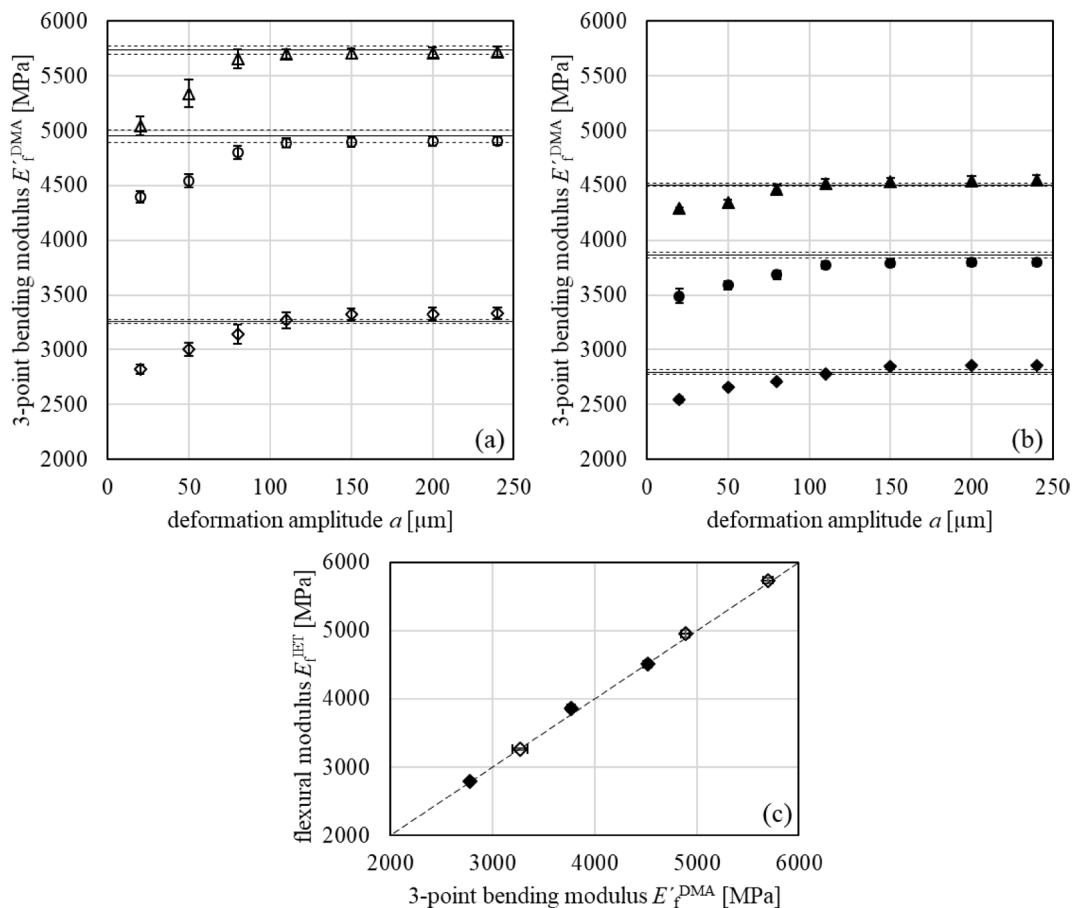 3-point bending modulus E´f^DMA [MPa]
6000
5500
5000
4500
4000
3500
3000
2500
2000
(a)
0 50 100 150 200 250
deformation amplitude a [µm]
3-point bending modulus E´f^DMA [MPa]
6000
5500
5000
4500
4000
3500
3000
2500
2000
(b)
0 50 100 150 200 250
deformation amplitude a [µm]
flexural modulus Ef^IET [MPa]
6000
5000
4000
3000
2000
(c)
2000 3000 4000 5000 6000
3-point bending modulus E´f^DMA [MPa]